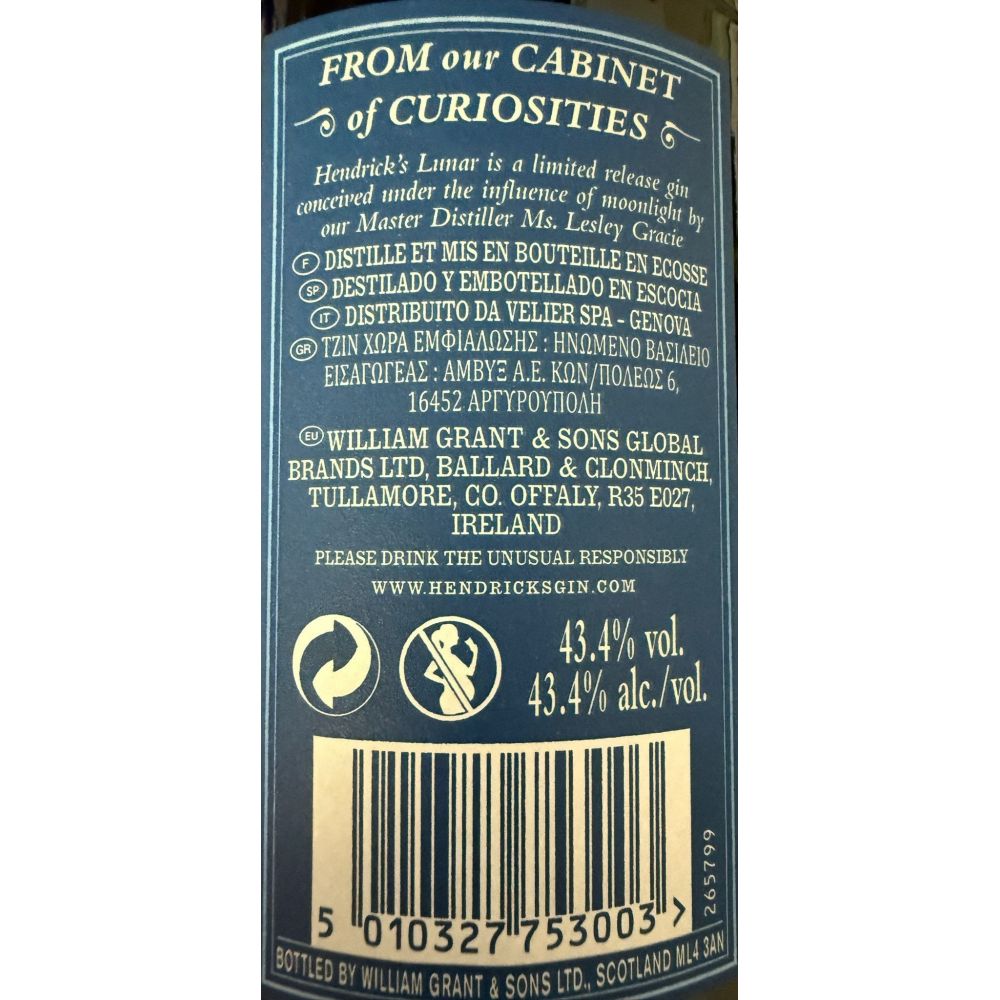 FROM our CABINET
of CURIOSITIES
Hendrick's Lunar is a limited release gin
conceived under the influence of moonlight by
our Master Distiller Ms. Lesley Gracie
F DISTILLE ET MIS EN BOUTEILLE EN ECOSSE
SP DESTILADO Y EMBOTELLADO EN ESCOCIA
IT DISTRIBUITO DA VELIER SPA - GENOVA
GR ΤΖΙΝ ΧΩΡΑ ΕΜΦΙΑΛΩΣΗΣ : ΗΝΩΜΕΝΟ ΒΑΣΙΛΕΙΟ
ΕΙΣΑΓΩΓΕΑΣ : ΑΜΒΥΞ Α.Ε. ΚΩΝ/ΠΟΛΕΩΣ 6,
16452 ΑΡΓΥΡΟΥΠΟΛΗ
EU WILLIAM GRANT & SONS GLOBAL
BRANDS LTD, BALLARD & CLONMINCH,
TULLAMORE, CO. OFFALY, R35 E027,
IRELAND
PLEASE DRINK THE UNUSUAL RESPONSIBLY
WWW.HENDRICKSGIN.COM
43.4% vol.
43.4% alc./vol.
265799
5 010327 753003 >
BOTTLED BY WILLIAM GRANT & SONS LTD., SCOTLAND ML4 3AN